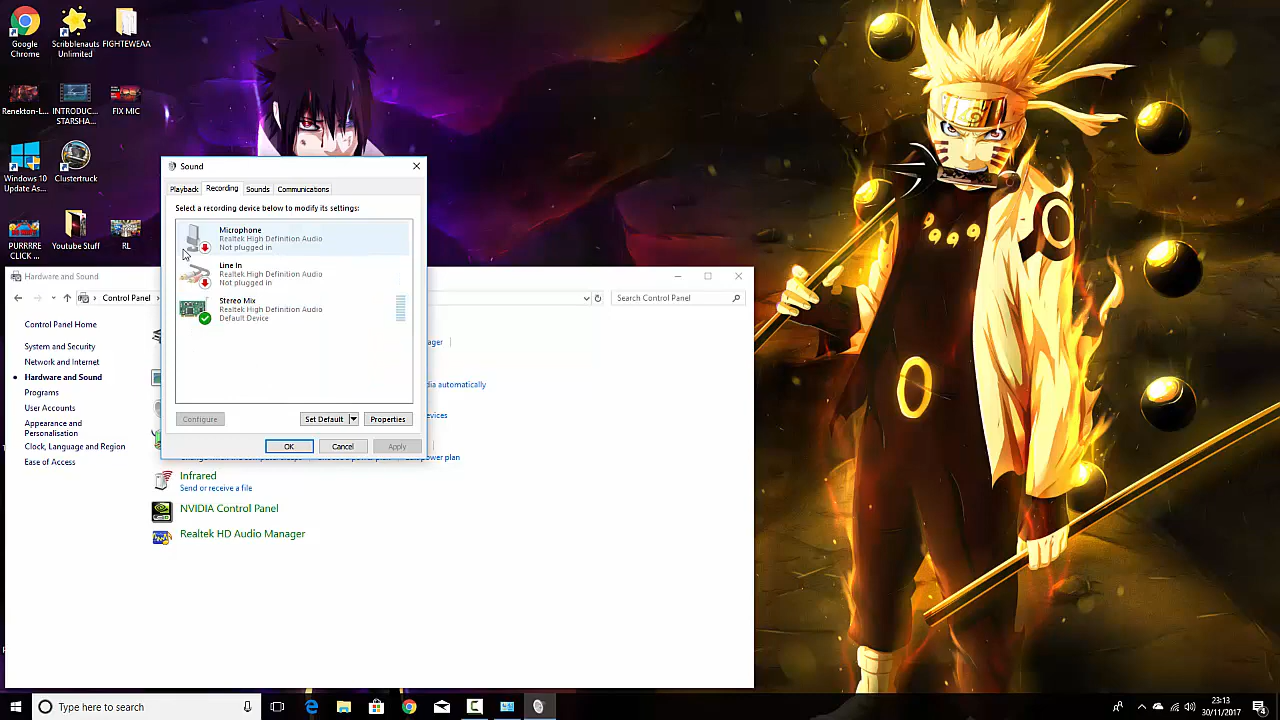 Google
Chrome
Scribblenauts
Unlimited
FIGHTEWEAA
Renekton-L...
INTRODUC...
STARSHA...
FIX MIC
Windows 10
Update As...
Clustertruck
PURRRE
CLICK ...
Youtube Stuff
RL
Sound
Playback
Recording
Sounds
Communications
Select a recording device below to modify its settings:
Microphone
Realtek High Definition Audio
Not plugged in
Line In
Realtek High Definition Audio
Not plugged in
Stereo Mix
Realtek High Definition Audio
Default Device
Configure
Set Default
Properties
OK
Cancel
Apply
Hardware and Sound
Control Panel
Search Control Panel
Control Panel Home
System and Security
Network and Internet
Hardware and Sound
Programs
User Accounts
Appearance and
Personalisation
Clock, Language and Region
Ease of Access
dia automatically
evices
plan
Infrared
Send or receive a file
NVIDIA Control Panel
Realtek HD Audio Manager
Type here to search
23:13
30/11/2017